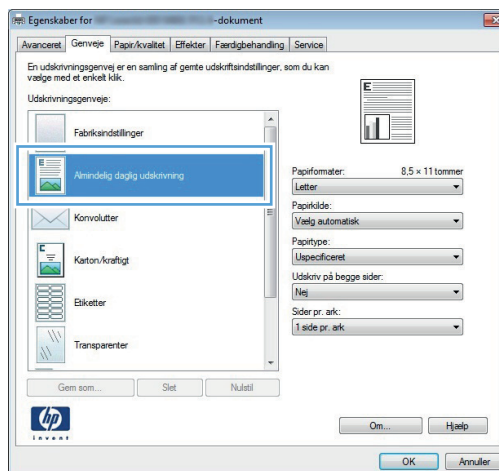 Egenskaber for
-dokument
Avanceret Genveje Papir/kvalitet Effekter Færdigbehandling Service
En udskrivningsgenvej er en samling af gemte udskriftsindstillinger, som du kan
vælge med et enkelt klik.
Udskrivningsgenveje:
Fabriksindstillinger
Almindelig daglig udskrivning
Konvolutter
Karton/kraftigt
Etiketter
Transparenter
Gem som... Slet Nulstil
E
E
C
Papirformater: 8,5 × 11 tommer
Letter
Papirkilde:
Vælg automatisk
Papirtype:
Uspecificeret
Udskriv på begge sider:
Nej
Sider pr. ark:
1 side pr. ark
hp
invent
Om... Hjælp
OK Annuller